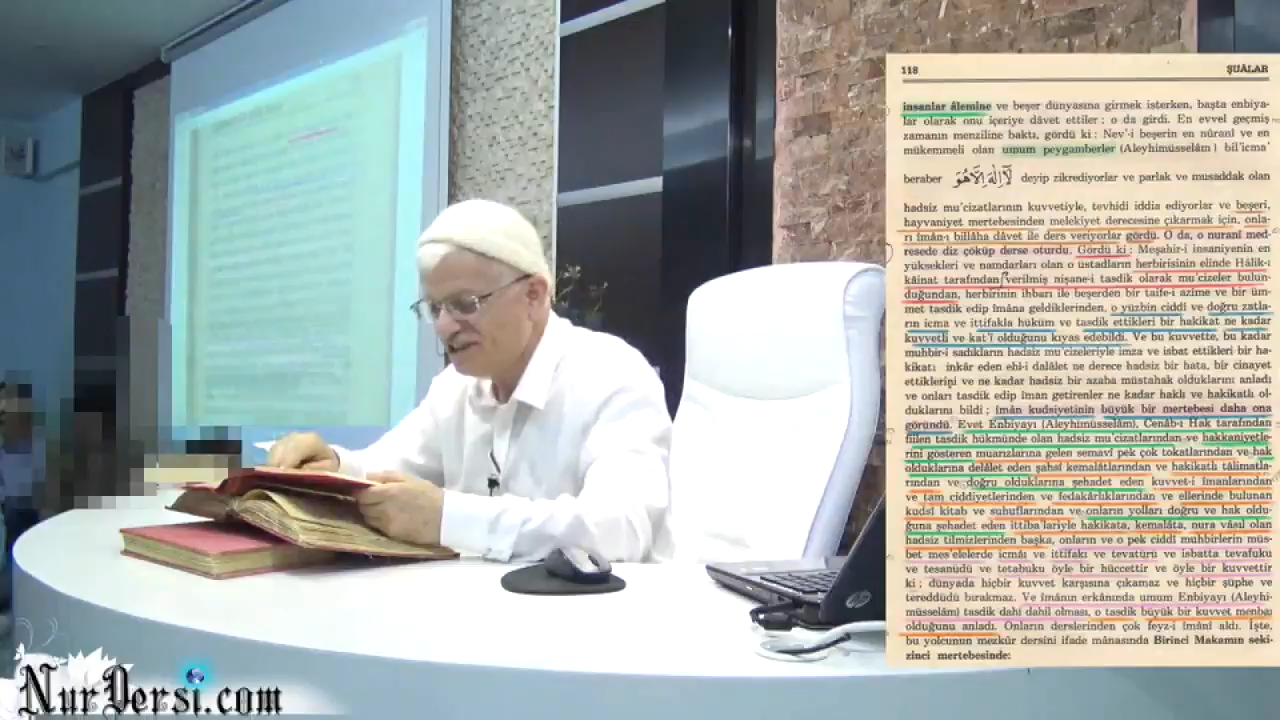 118 ŞUÂLAR
insanlar âlemine ve beşer dünyasına girmek isterken, başta enbiya-
lar olarak onu içeriye dâvet ettiler; o da girdi. En evvel geçmiş
zamanın menziline baktı, gördü ki: Nev'-i beşerin en nûranî ve en
mükemmeli olan umum peygamberler (Aleyhimüsselâm) bil'icma'
beraber لَٓا اِلٰهَ اِلَّا هُوَ deyip zikrediyorlar ve parlak ve musaddak olan
hadsiz mu'cizatlarının kuvvetiyle, tevhidi iddia ediyorlar ve beşeri,
hayvaniyet mertebesinden melekiyet derecesine çıkarmak için, onla-
rı îmân-ı billâha dâvet ile ders veriyorlar gördü. O da, o nuranî med-
resede diz çöküp derse oturdu. Gördü ki: Meşahir-i insaniyenin en
yüksekleri ve namdarları olan o üstadların herbirisinin elinde Hâlik-ı
kâinat tarafından verilmiş nişane-i tasdik olarak mu'cizeler bulun-
duğundan, herbirinin ihbarı ile beşerden bir taife-i azîme ve bir üm-
met tasdik edip îmâna geldiklerinden, o yüzbin ciddî ve doğru zatla-
rın icma ve ittifakla hüküm ve tasdik ettikleri bir hakikat ne kadar
kuvvetli ve kat'î olduğunu kıyas edebildi. Ve bu kuvvette, bu kadar
muhbir-i sadıkların hadsiz mu'cizeleriyle imza ve isbat ettikleri bir ha-
kikatı inkâr eden ehl-i dalâlet ne derece hadsiz bir hata, bir cinayet
ettiklerini ve ne kadar hadsiz bir azaba müstahak olduklarını anladı
ve onları tasdik edip îman getirenler ne kadar haklı ve hakikatlı ol-
duklarını bildi; îmân kudsiyetinin büyük bir mertebesi daha ona
göründü. Evet Enbiyayı (Aleyhimüsselâm), Cenâb-ı Hak tarafından
fiilen tasdik hükmünde olan hadsiz mu'cizatlarından ve hakkaniyetle-
rini gösteren muarızlarına gelen semavî pek çok tokatlarından ve hak
olduklarına delâlet eden şahsî kemalâtlarından ve hakikatlı tâlimatla-
rından ve doğru olduklarına şehadet eden kuvvet-i îmanlarından
ve tam ciddiyetlerinden ve fedakârlıklarından ve ellerinde bulunan
kudsî kitab ve suhuflarından ve onların yolları doğru ve hak oldu-
ğuna şehadet eden ittiba'lariyle hakikata, kemalâta, nura vâsıl olan
hadsiz tilmizlerinden başka, onların ve o pek ciddî muhbirlerin müs-
bet mes'elelerde icmâı ve ittifakı ve tevatürü ve isbatta tevafuku
ve tesanüdü ve tetabuku öyle bir hüccettir ve öyle bir kuvvettir
ki; dünyada hiçbir kuvvet karşısına çıkamaz ve hiçbir şüphe ve
tereddüdü bırakmaz. Ve îmânın erkânında umum Enbiyayı (Aleyhi-
müsselâm) tasdik dahi dahil olması, o tasdik büyük bir kuvvet menbaı
olduğunu anladı. Onların derslerinden çok feyz-i îmânî aldı. İşte,
bu yolcunun mezkûr dersini ifade mânasında Birinci Makamın seki-
zinci mertebesinde:
hp
NurDersi.com